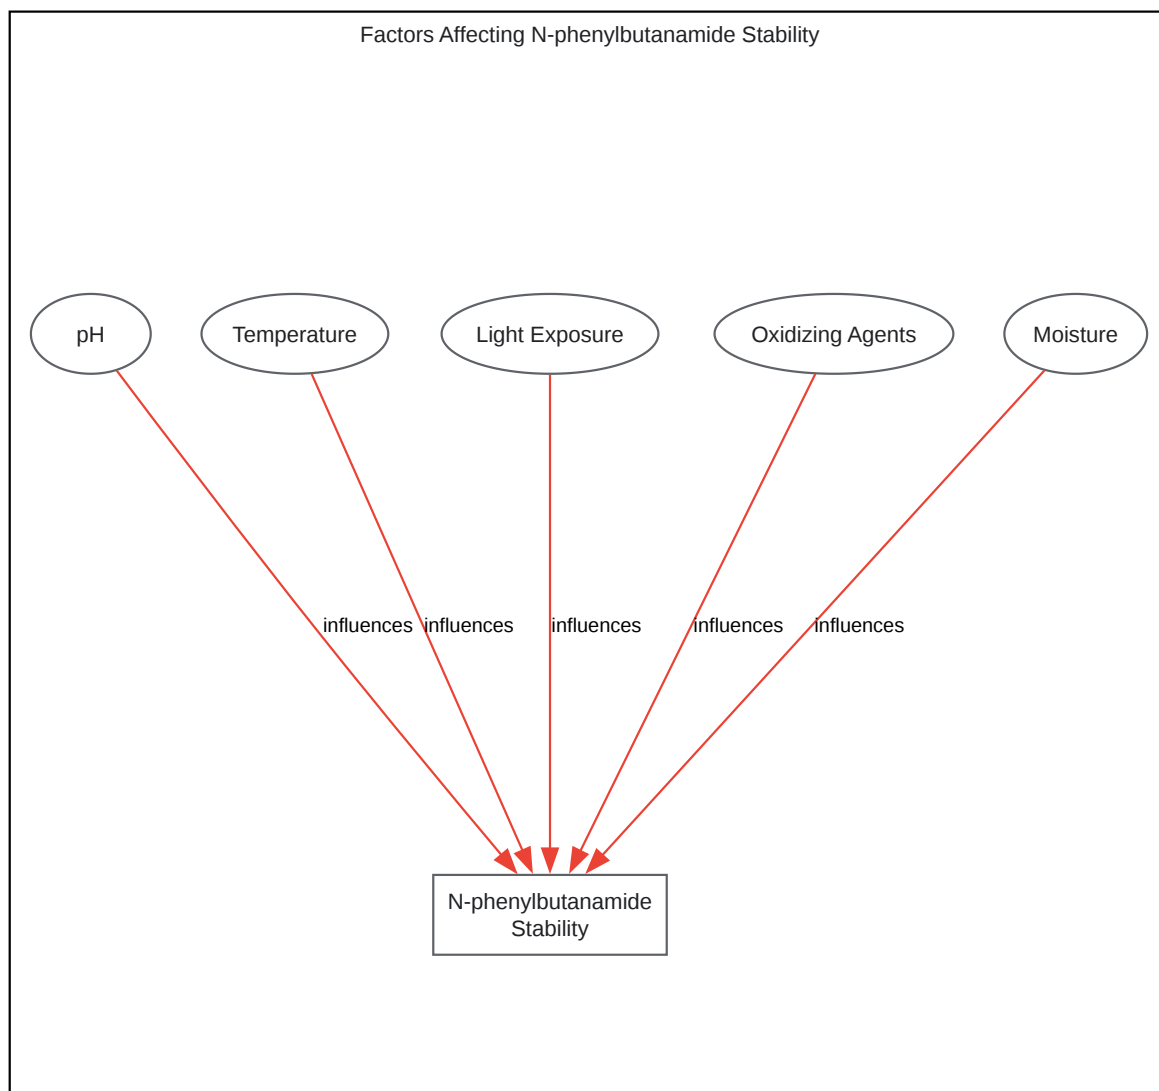 Factors Affecting N-phenylbutanamide Stability
pH
Temperature
Light Exposure
Oxidizing Agents
Moisture
influences
influences
influences
influences
influences
N-phenylbutanamide
Stability